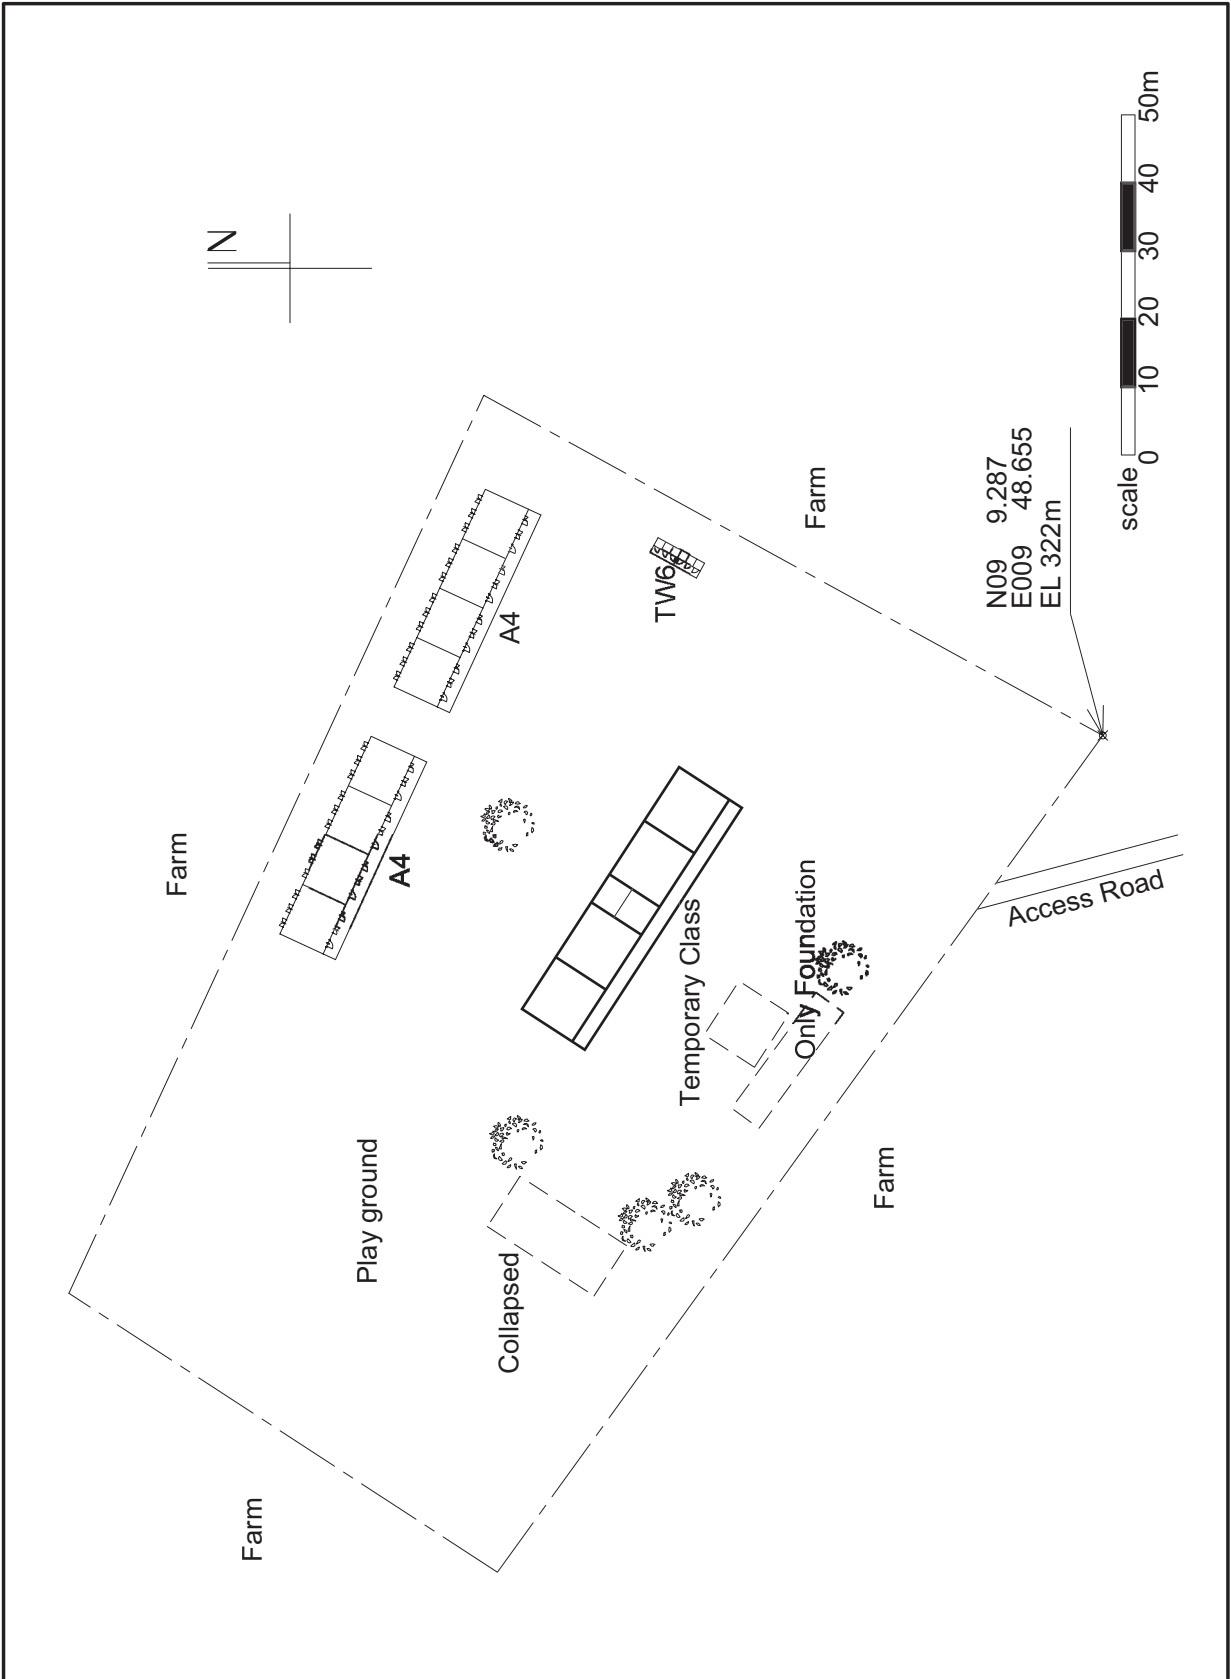 Farm
Farm
Play ground
Collapsed
A4
A4
N
TW6
Temporary Class
Only Foundation
Farm
Farm
Access Road
N09 9.287
E009 48.655
EL 322m
scale
0 10 20 30 40 50m